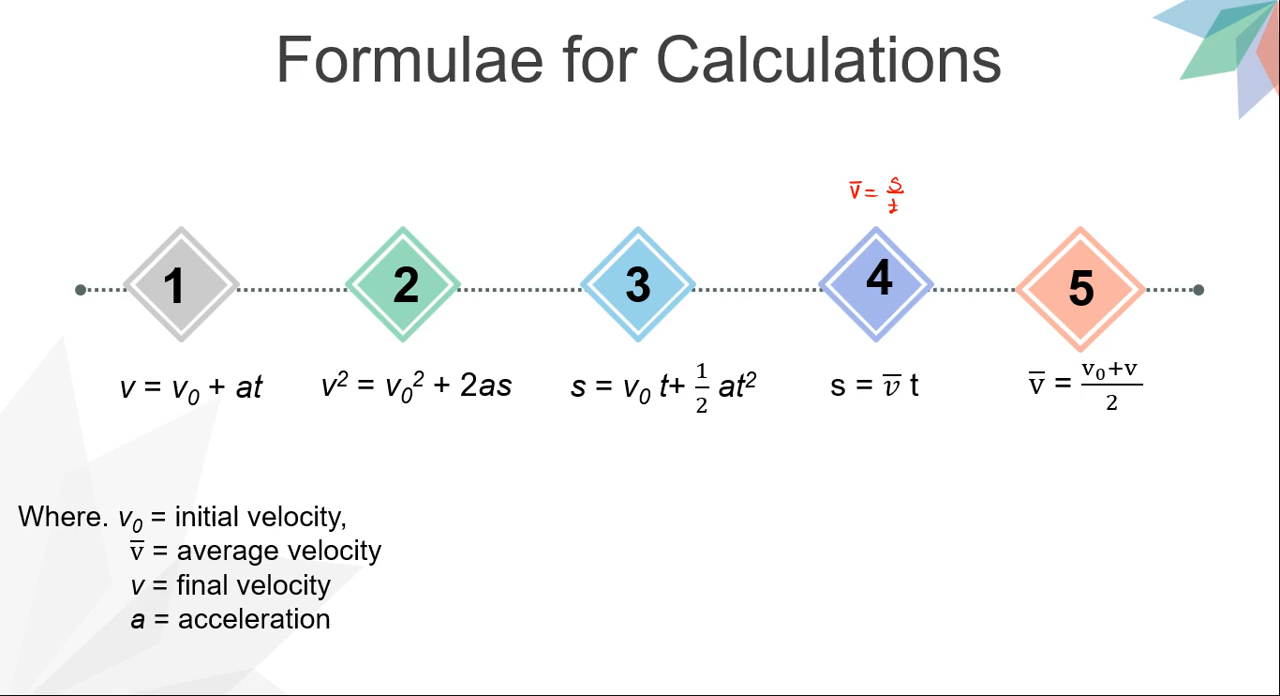 Formulae for Calculations
v̅ = s/t
1 2 3 4 5
v = v₀ + at
v² = v₀² + 2as
s = v₀ t+ 1/2 at²
s = v̅ t
v̅ = (v₀+v)/2
Where. v₀ = initial velocity,
v̅ = average velocity
v = final velocity
a = acceleration